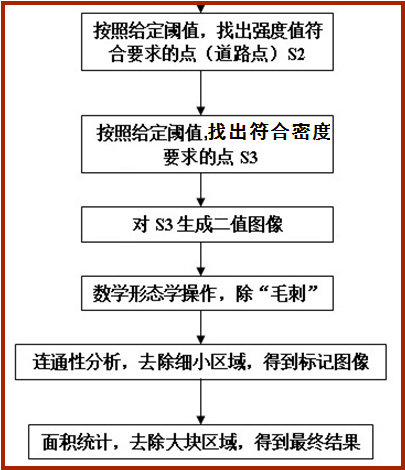 按照给定阈值，找出强度值符
合要求的点（道路点）S2
按照给定阈值,找出符合密度
要求的点 S3
对 S3 生成二值图像
数学形态学操作，除“毛刺”
连通性分析，去除细小区域，得到标记图像
面积统计，去除大块区域，得到最终结果